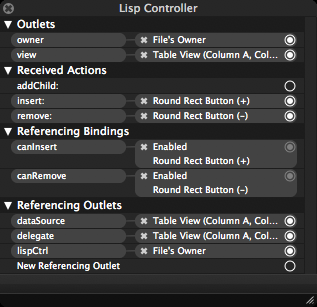 Lisp Controller
Outlets
owner File's Owner
view Table View (Column A, Col...
Received Actions
addChild:
insert: Round Rect Button (+)
remove: Round Rect Button (-)
Referencing Bindings
canInsert Enabled
Round Rect Button (+)
canRemove Enabled
Round Rect Button (-)
Referencing Outlets
dataSource Table View (Column A, Col...
delegate Table View (Column A, Col...
lispCtrl File's Owner
New Referencing Outlet